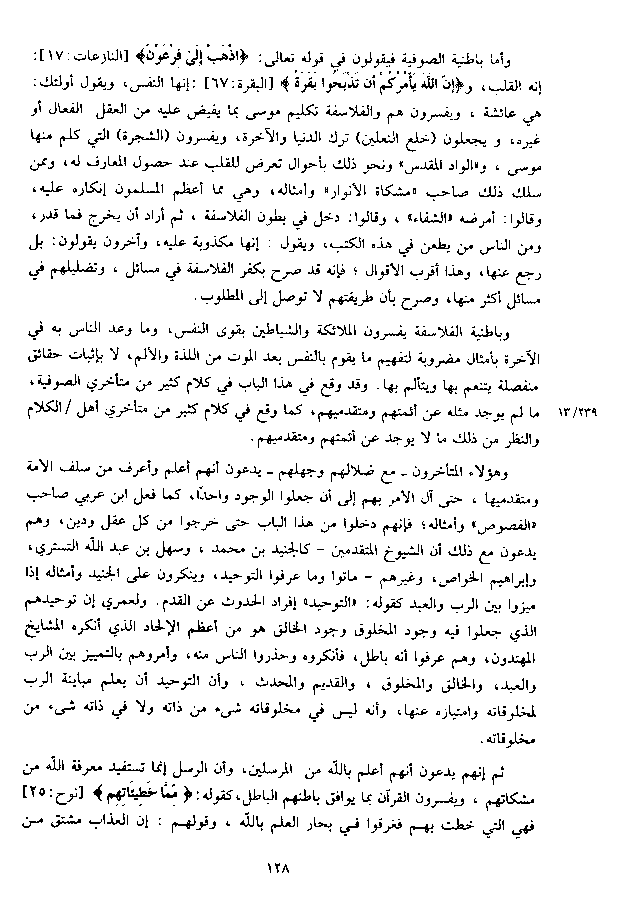 وأما باطنية الصوفية فيقولون في قوله تعالى: ﴿اذْهَبْ إِلَىٰ فِرْعَوْنَ﴾ [النازعات:١٧]:
إنه القلب، و﴿إِنَّ اللَّهَ يَأْمُرُكُمْ أَن تَذْبَحُوا بَقَرَةً﴾ [البقرة:٦٧] :إنها النفس، ويقول أولئك:
هي عائشة ، ويفسرون هم والفلاسفة تكليم موسى بما يفيض عليه من العقل الفعال أو
غيره، و يجعلون (خلع النعلين) ترك الدنيا والآخرة، ويفسرون (الشجرة) التي كلم منها
موسى ، و«الواد المقدس» ونحو ذلك بأحوال تعرض للقلب عند حصول المعارف له، وممن
سلك ذلك صاحب «مشكاة الأنوار» وأمثاله، وهي مما أعظم المسلمون إنكاره عليه،
وقالوا: أمرضه «الشفاء» ، وقالوا: دخل في بطون الفلاسفة ، ثم أراد أن يخرج فما قدر،
ومن الناس من يطعن في هذه الكتب، ويقول : إنها مكذوبة عليه، وآخرون يقولون: بل
رجع عنها، وهذا أقرب الأقوال ؛ فإنه قد صرح بكفر الفلاسفة في مسائل ، وتضليلهم في
مسائل أكثر منها، وصرح بأن طريقتهم لا توصل إلى المطلوب.
وباطنية الفلاسفة يفسرون الملائكة والشياطين بقوى النفس، وما وعد الناس به في
الآخرة بأمثال مضروبة لتفهيم ما يقوم بالنفس بعد الموت من اللذة والألم، لا بإثبات حقائق
منفصلة يتنعم بها ويتألم بها. وقد وقع في هذا الباب في كلام كثير من متأخري الصوفية،
ما لم يوجد مثله عن أئمتهم ومتقدميهم، كما وقع في كلام كثير من متأخري أهل /الكلام
١٣/٢٣٩
والنظر من ذلك ما لا يوجد عن أئمتهم ومتقدميهم.
وهؤلاء المتأخرون ـ مع ضلالهم وجهلهم ـ يدعون أنهم أعلم وأعرف من سلف الأمة
ومتقدميها ، حتى آل الأمر بهم إلى أن جعلوا الوجود واحدًا، كما فعل ابن عربي صاحب
«الفصوص» وأمثاله؛ فإنهم دخلوا من هذا الباب حتى خرجوا من كل عقل ودين، وهم
يدعون مع ذلك أن الشيوخ المتقدمين - كالجنيد بن محمد ، وسهل بن عبد الله التستري،
وإبراهيم الخواص، وغيرهم - ماتوا وما عرفوا التوحيد، وينكرون على الجنيد وأمثاله إذا
ميزوا بين الرب والعبد كقوله: «التوحيد» إفراد الحدوث عن القدم. ولعمري إن توحيدهم
الذي جعلوا فيه وجود المخلوق وجود الخالق هو من أعظم الإلحاد الذي أنكره المشايخ
المهتدون، وهم عرفوا أنه باطل، فأنكروه وحذروا الناس منه، وأمروهم بالتمييز بين الرب
والعبد، والخالق والمخلوق ، والقديم والمحدث ، وأن التوحيد أن يعلم مباينة الرب
لمخلوقاته وامتيازه عنها، وأنه ليس في مخلوقاته شيء من ذاته ولا في ذاته شيء من
مخلوقاته.
ثم إنهم يدعون أنهم أعلم بالله من المرسلين، وأن الرسل إنما تستفيد معرفة الله من
مشكاتهم ، ويفسرون القرآن بما يوافق باطنهم الباطل،كقوله: ﴿ مِمَّا خَطِيئَاتِهِمْ ﴾ [نوح:٢٥]
فهي التي خطت بهم فغرقوا في بحار العلم بالله ، وقولهم : إن العذاب مشتق من
١٢٨